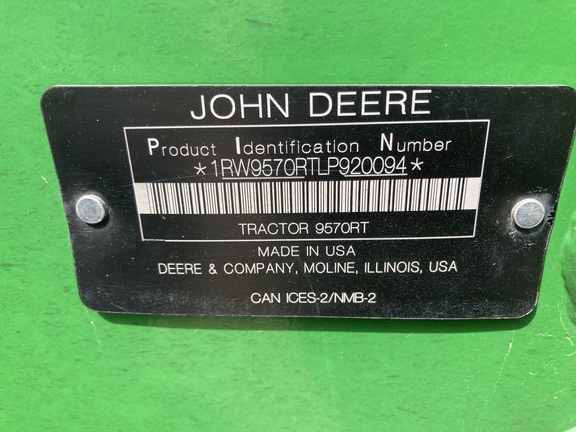 JOHN DEERE
Product Identification Number
*1RW9570RTLP920094*
TRACTOR 9570RT
MADE IN USA
DEERE & COMPANY, MOLINE, ILLINOIS, USA
CAN ICES-2/NMB-2